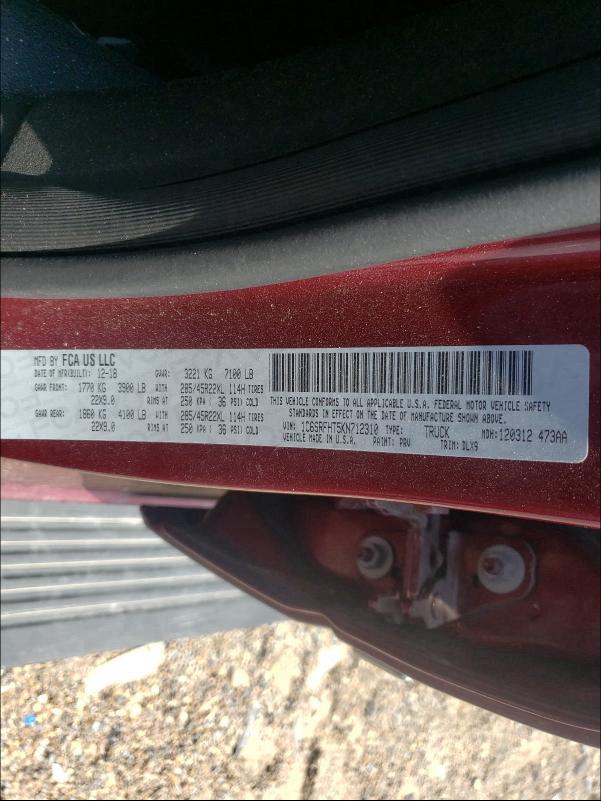 MFD BY FCA US LLC
DATE OF MFR(BUILT): 12-18 GVWR: 3221 KG 7100 LB
GAWR FRONT: 1770 KG 3900 LB WITH 285/45R22XL 114H TIRES
22X9.0 RIMS AT 250 KPA ( 36 PSI) COLD
GAWR REAR: 1860 KG 4100 LB WITH 285/45R22XL 114H TIRES
22X9.0 RIMS AT 250 KPA ( 36 PSI) COLD
THIS VEHICLE CONFORMS TO ALL APPLICABLE U.S.A. FEDERAL MOTOR VEHICLE SAFETY
STANDARDS IN EFFECT ON THE DATE OF MANUFACTURE SHOWN ABOVE.
VIN: 1C6SRFHT5KN712310 TYPE: TRUCK MDH:120312 473AA
VEHICLE MADE IN U.S.A. PAINT: PRV TRIM: DLX9